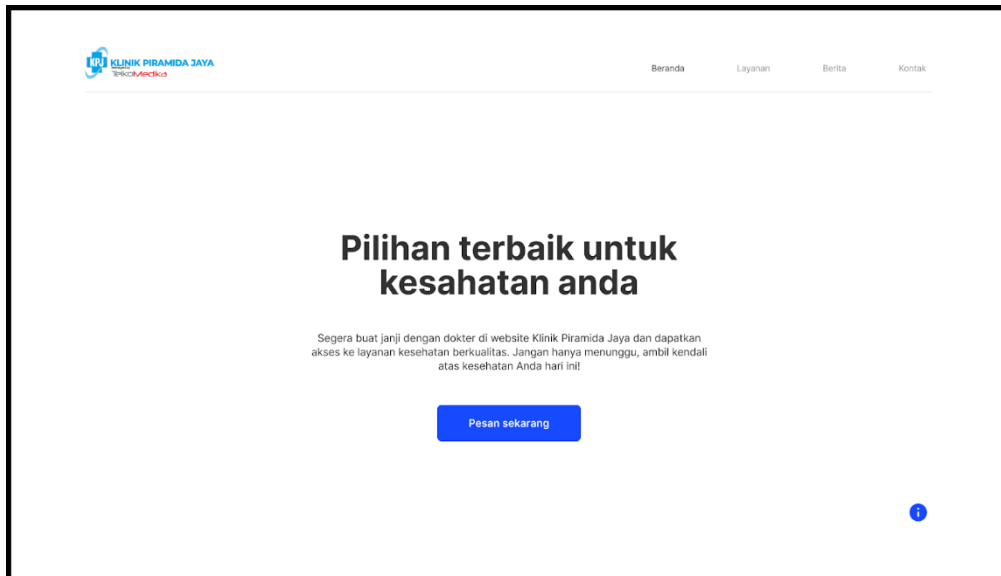 KPJ
KLINIK PIRAMIDA JAYA
TelkoMedika
Beranda
Layanan
Berita
Kontak
Pilihan terbaik untuk
kesahatan anda
Segera buat janji dengan dokter di website Klinik Piramida Jaya dan dapatkan
akses ke layanan kesehatan berkualitas. Jangan hanya menunggu, ambil kendali
atas kesehatan Anda hari ini!
Pesan sekarang
i